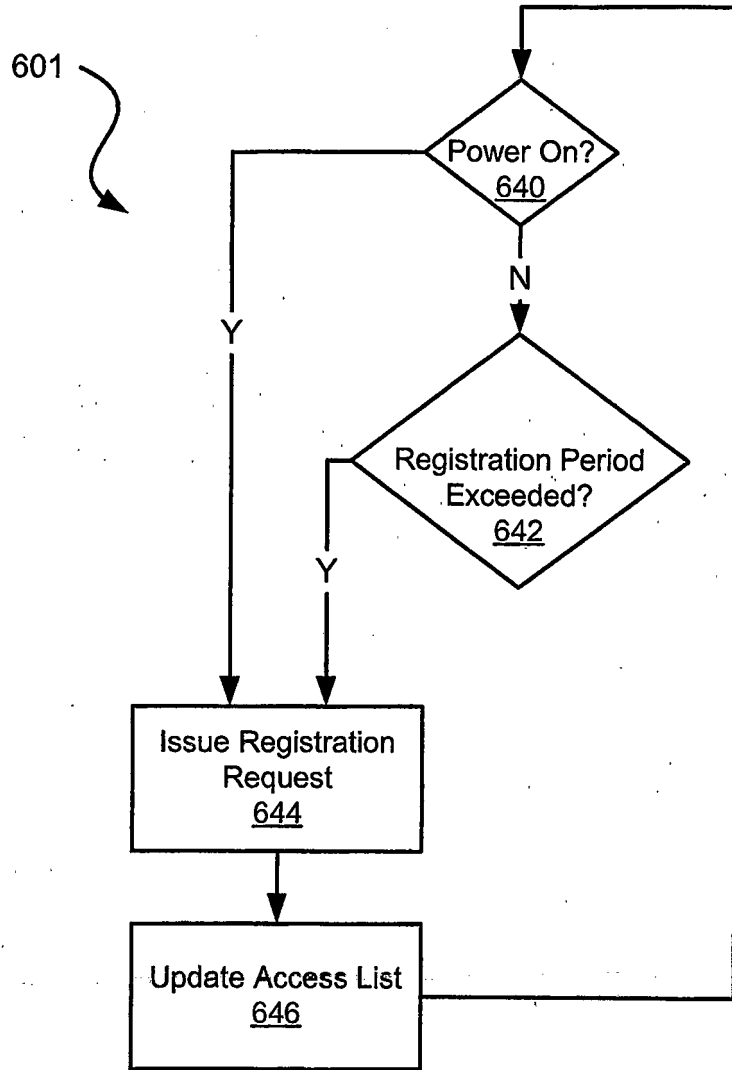 601
Power On?
640
N
Y
Registration Period
Exceeded?
642
Y
Issue Registration
Request
644
Update Access List
646